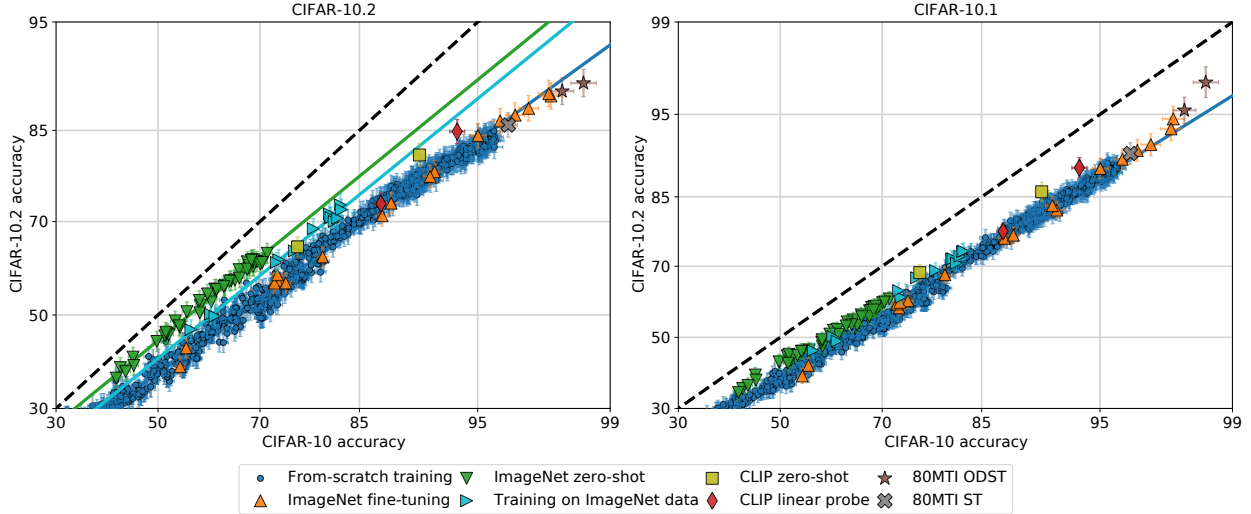 CIFAR-10.2
CIFAR-10.1
CIFAR-10.2 accuracy
95
85
70
50
30
30
50
70
85
95
99
CIFAR-10 accuracy
CIFAR-10.2 accuracy
99
95
85
70
50
30
30
50
70
85
95
99
CIFAR-10 accuracy
From-scratch training
ImageNet zero-shot
CLIP zero-shot
80MTI ODST
ImageNet fine-tuning
Training on ImageNet data
CLIP linear probe
80MTI ST